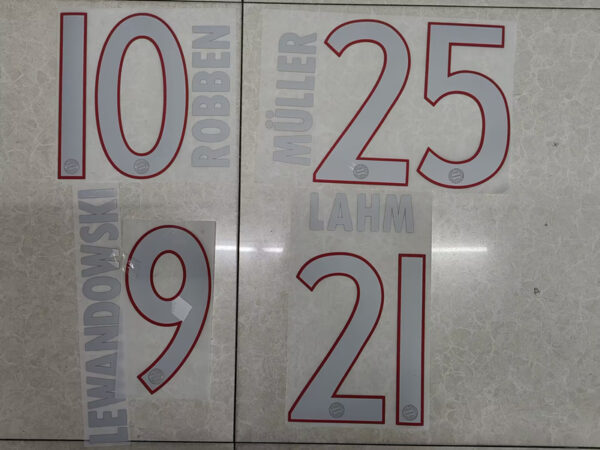 10
ROBBEN
MÜLLER
25
LEWANDOWSKI
9
LAHM
21